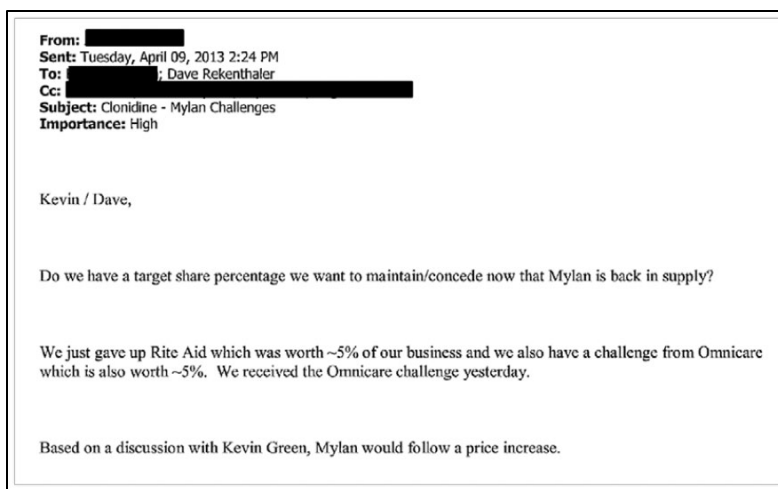 From:
Sent: Tuesday, April 09, 2013 2:24 PM
To: ; Dave Rekenthaler
Cc:
Subject: Clonidine - Mylan Challenges
Importance: High
Kevin / Dave,
Do we have a target share percentage we want to maintain/concede now that Mylan is back in supply?
We just gave up Rite Aid which was worth ~5% of our business and we also have a challenge from Omnicare
which is also worth ~5%. We received the Omnicare challenge yesterday.
Based on a discussion with Kevin Green, Mylan would follow a price increase.